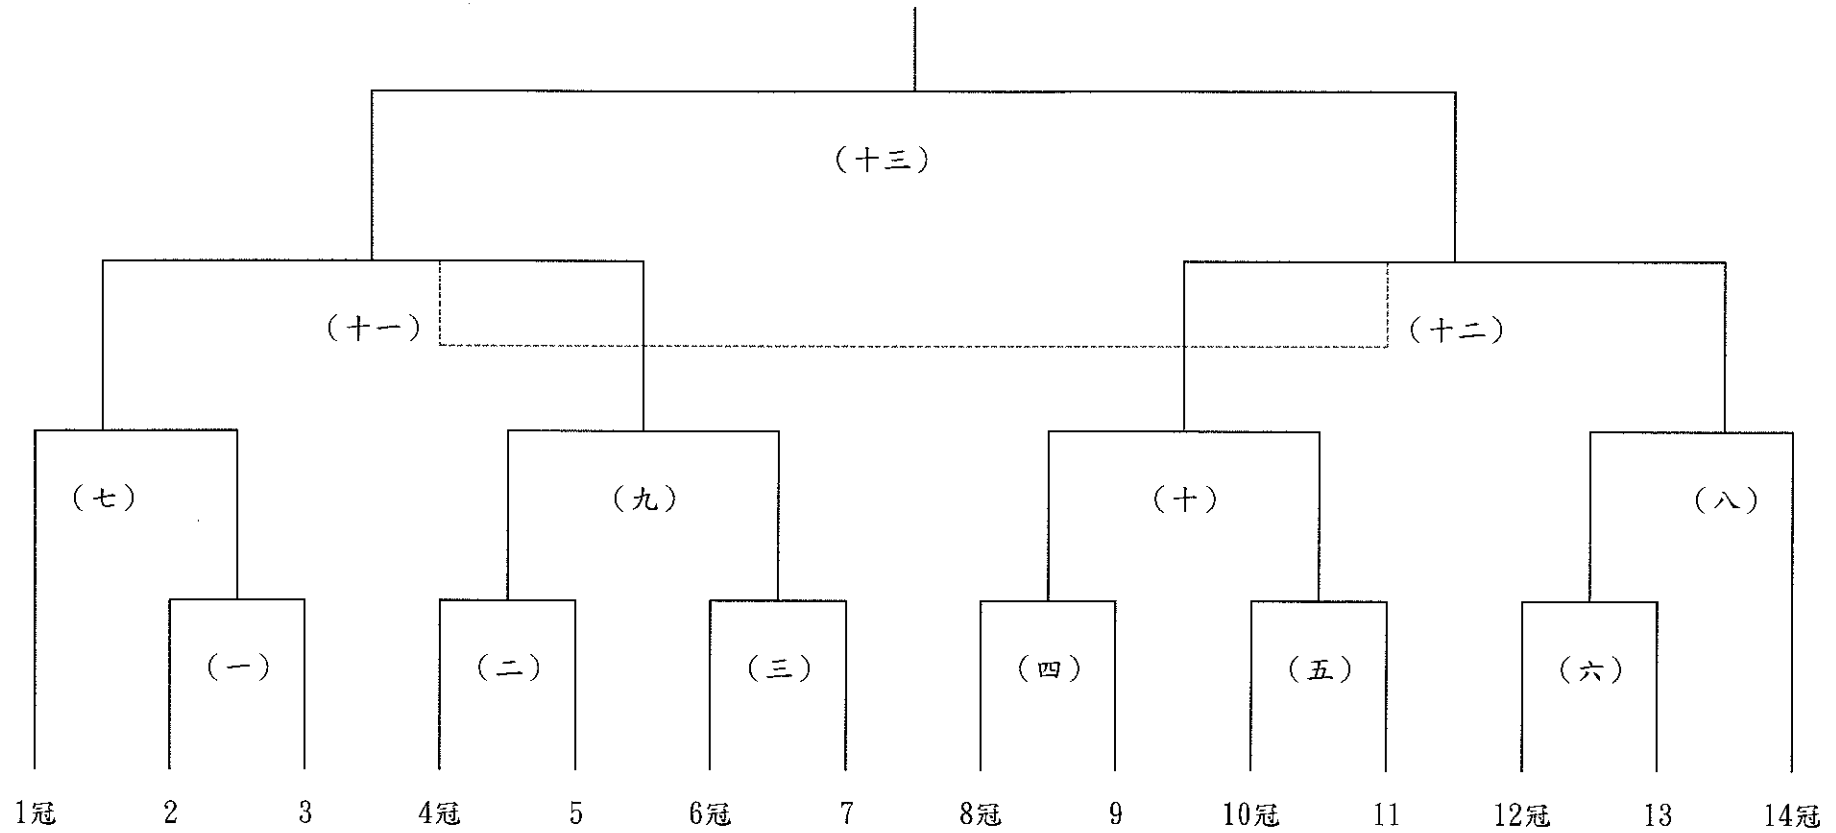 (十三)
(十一) (十二)
(七) (九) (十) (八)
(一) (二) (三) (四) (五) (六)
1冠 2 3 4冠 5 6冠 7 8冠 9 10冠 11 12冠 13 14冠